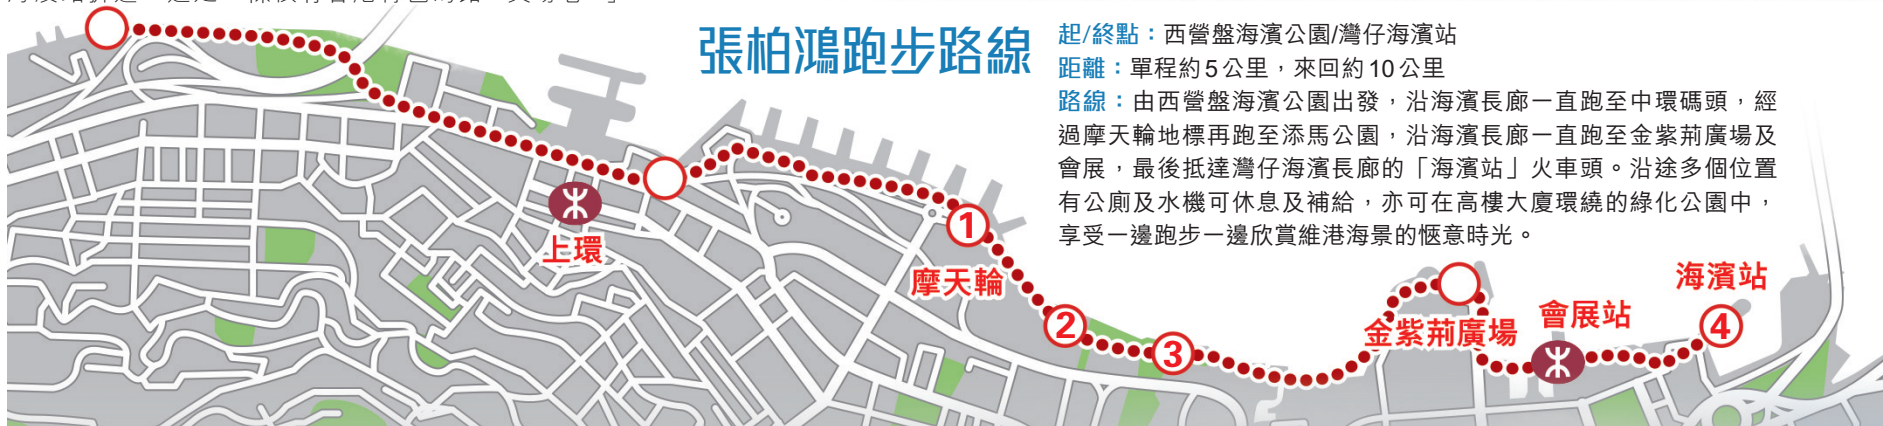 張柏鴻跑步路線
起/終點：西營盤海濱公園/灣仔海濱站
距離：單程約5公里，來回約10公里
路線：由西營盤海濱公園出發，沿海濱長廊一直跑至中環碼頭，經
過摩天輪地標再跑至添馬公園，沿海濱長廊一直跑至金紫荊廣場及
會展，最後抵達灣仔海濱長廊的「海濱站」火車頭。沿途多個位置
有公廁及水機可休息及補給，亦可在高樓大廈環繞的綠化公園中，
享受一邊跑步一邊欣賞維港海景的愜意時光。
上環
1
摩天輪
2
3
金紫荊廣場
會展站
海濱站
4